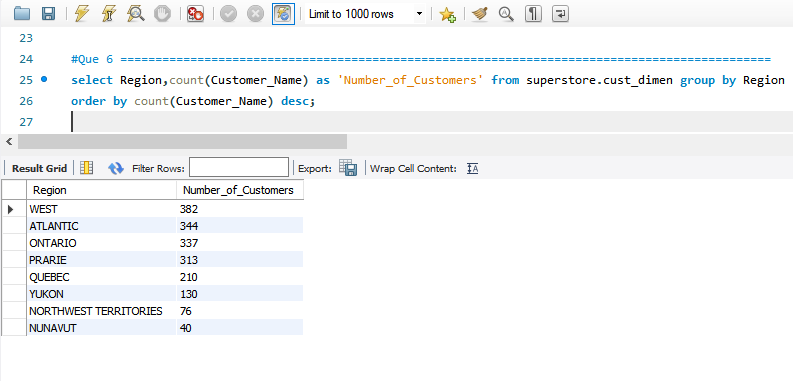 Limit to 1000 rows
23
24 #Que 6 =============================================================================================
25 select Region,count(Customer_Name) as 'Number_of_Customers' from superstore.cust_dimen group by Region
26 order by count(Customer_Name) desc;
27
Result Grid Filter Rows: Export: Wrap Cell Content:
Region Number_of_Customers
WEST 382
ATLANTIC 344
ONTARIO 337
PRARIE 313
QUEBEC 210
YUKON 130
NORTHWEST TERRITORIES 76
NUNAVUT 40